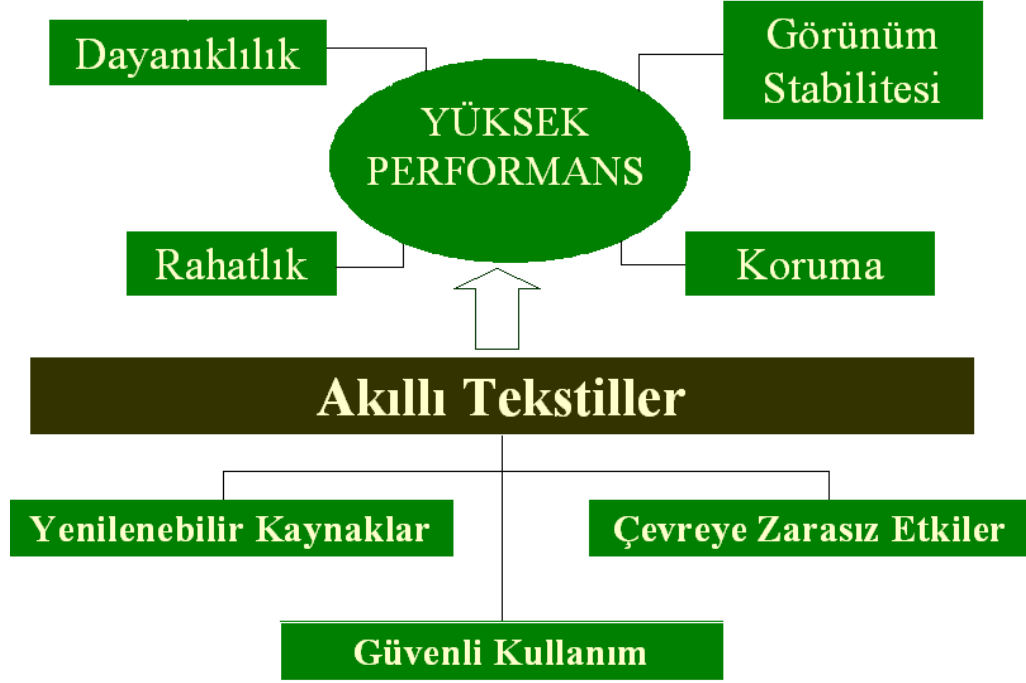 Dayanıklılık
Görünüm
Stabilitesi
YÜKSEK
PERFORMANS
Rahatlık
Koruma
Akıllı Tekstiller
Yenilenebilir Kaynaklar
Çevreye Zarasız Etkiler
Güvenli Kullanım